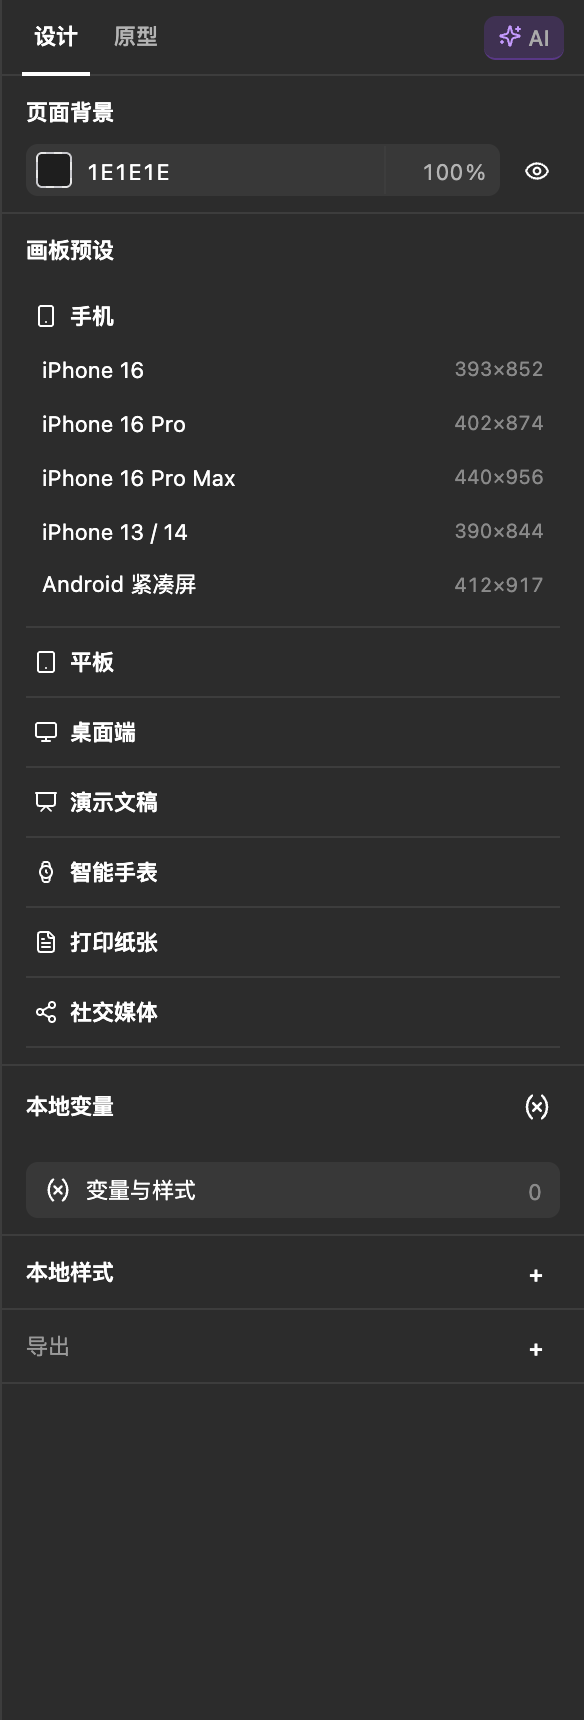 设计 原型 AI
页面背景
1E1E1E 100%
画板预设
手机
iPhone 16 393×852
iPhone 16 Pro 402×874
iPhone 16 Pro Max 440×956
iPhone 13 / 14 390×844
Android 紧凑屏 412×917
平板
桌面端
演示文稿
智能手表
打印纸张
社交媒体
本地变量
变量与样式 0
本地样式 +
导出 +